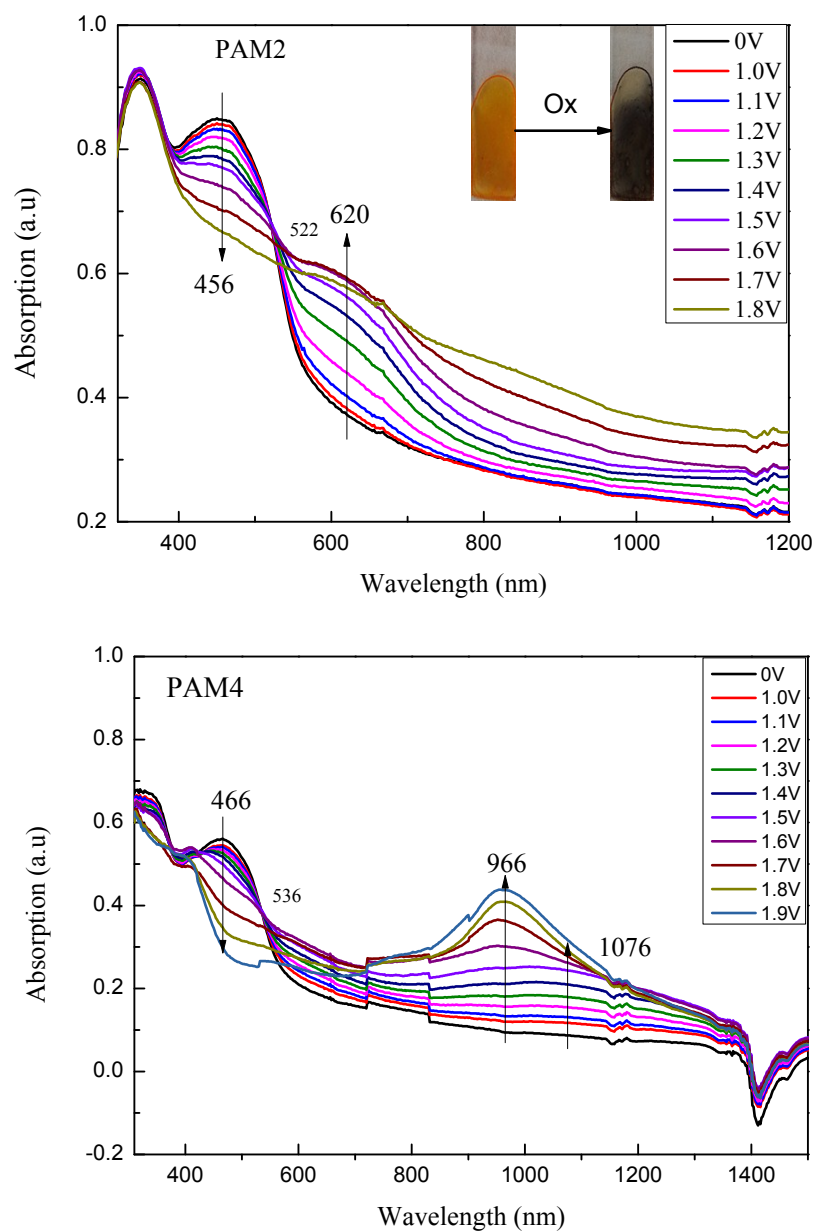 PAM2
Ox
0V
1.0V
1.1V
1.2V
1.3V
1.4V
1.5V
1.6V
1.7V
1.8V
456
522
620
1.0
0.8
0.6
0.4
0.2
Absorption (a.u)
400
600
800
1000
1200
Wavelength (nm)
PAM4
0V
1.0V
1.1V
1.2V
1.3V
1.4V
1.5V
1.6V
1.7V
1.8V
1.9V
466
536
966
1076
1.0
0.8
0.6
0.4
0.2
0.0
-0.2
Absorption (a.u)
400
600
800
1000
1200
1400
Wavelength (nm)